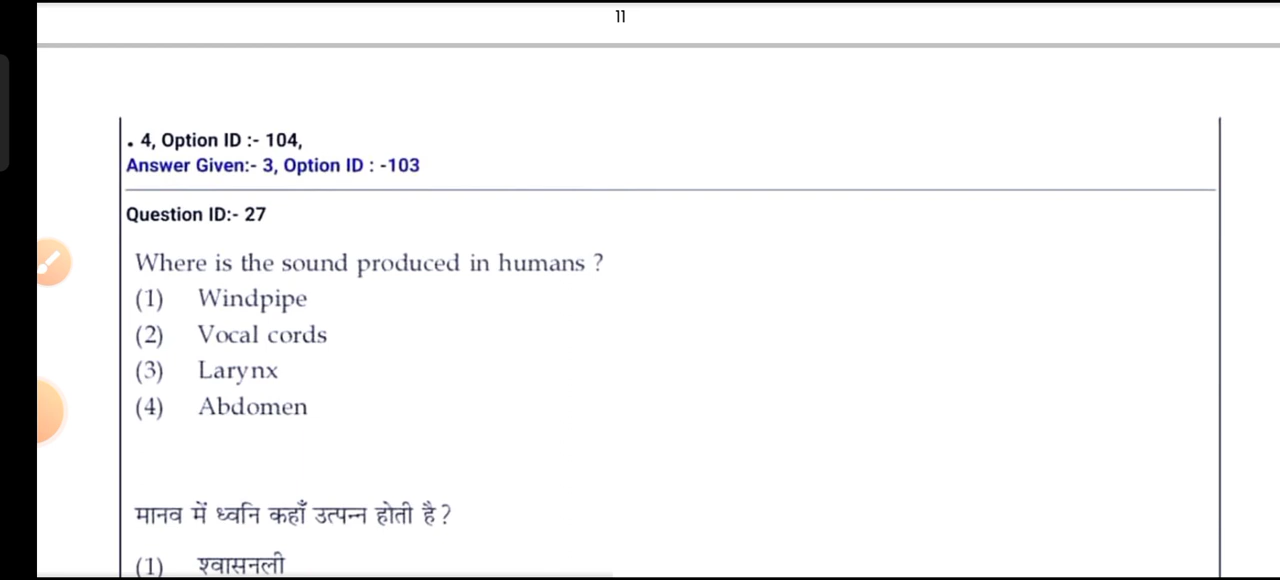 11
. 4, Option ID :- 104,
Answer Given:- 3, Option ID : -103
Question ID:- 27
Where is the sound produced in humans ?
(1) Windpipe
(2) Vocal cords
(3) Larynx
(4) Abdomen
मानव में ध्वनि कहाँ उत्पन्न होती है ?
(1) श्वासनली